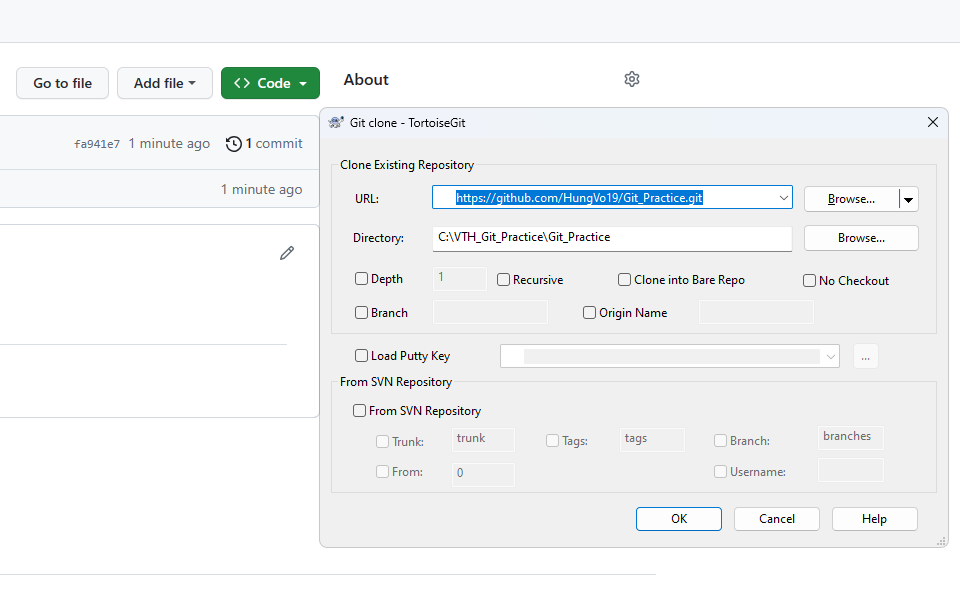 Go to file Add file Code About
Git clone - TortoiseGit
fa941e7 1 minute ago 1 commit
1 minute ago
Clone Existing Repository
URL: https://github.com/HungVo19/Git_Practice.git Browse...
Directory: C:\VTH_Git_Practice\Git_Practice Browse...
Depth 1 Recursive Clone into Bare Repo No Checkout
Branch Origin Name
Load Putty Key ...
From SVN Repository
From SVN Repository
Trunk: trunk Tags: tags Branch: branches
From: 0 Username:
OK Cancel Help